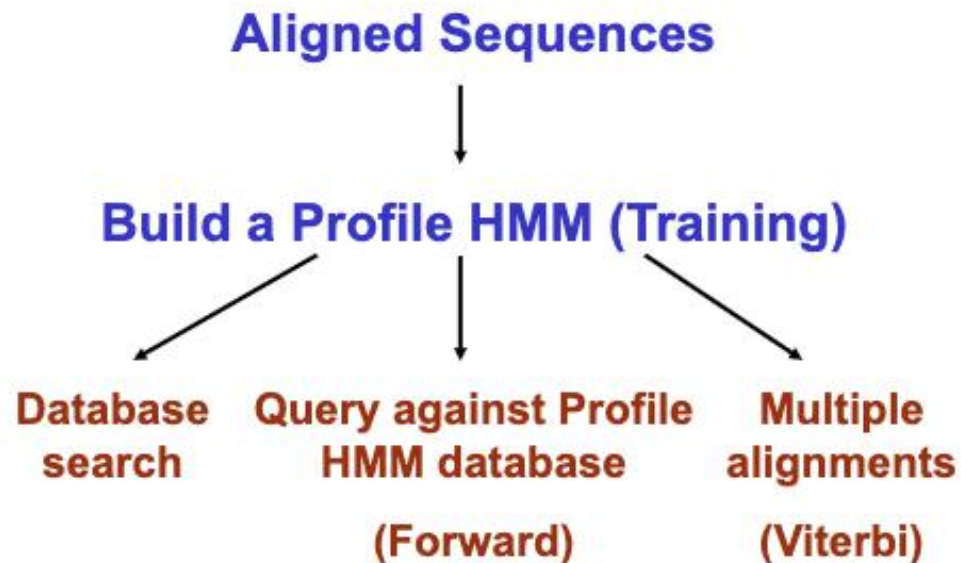 Aligned Sequences
Build a Profile HMM (Training)
Database
search
Query against Profile
HMM database
(Forward)
Multiple
alignments
(Viterbi)